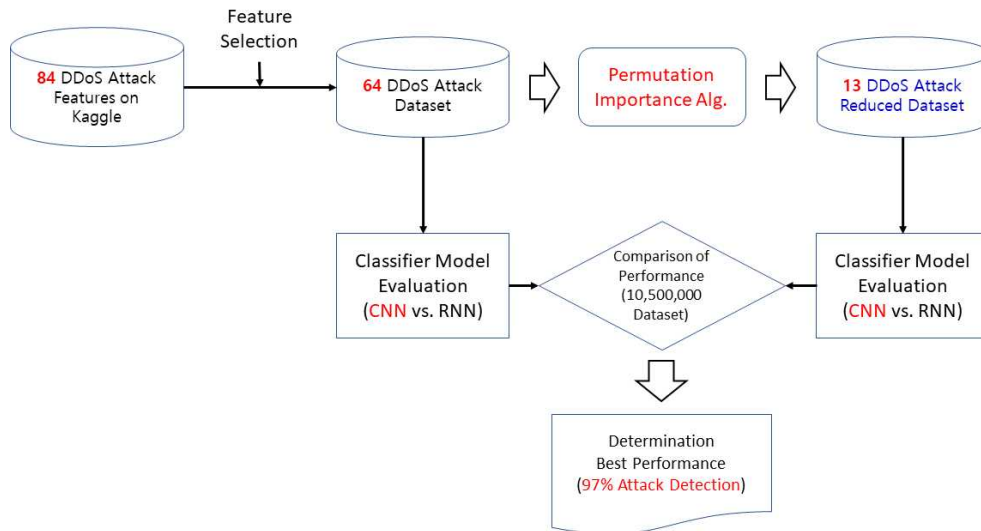 Feature
Selection
84 DDoS Attack
Features on
Kaggle
64 DDoS Attack
Dataset
Permutation
Importance Alg.
13 DDoS Attack
Reduced Dataset
Classifier Model
Evaluation
(CNN vs. RNN)
Comparison of
Performance
(10,500,000
Dataset)
Classifier Model
Evaluation
(CNN vs. RNN)
Determination
Best Performance
(97% Attack Detection)